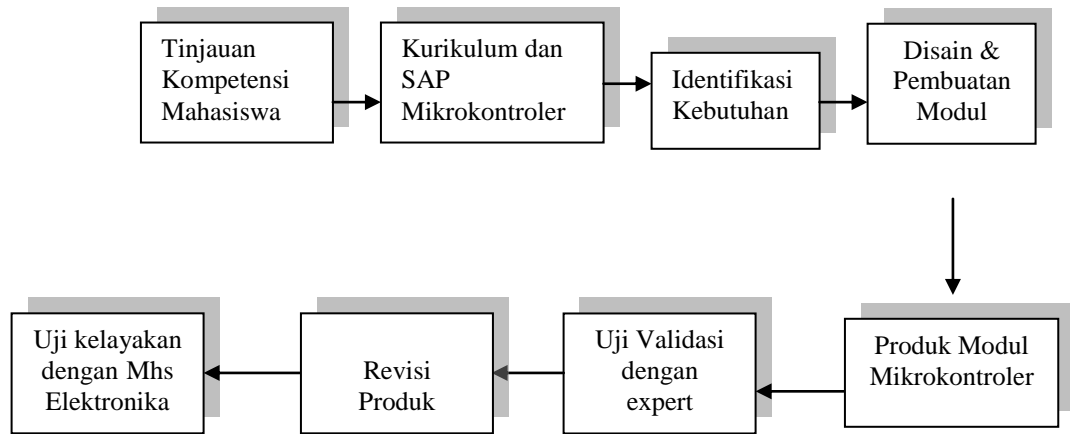 Tinjauan
Kompetensi
Mahasiswa
Kurikulum dan
SAP
Mikrokontroler
Identifikasi
Kebutuhan
Disain &
Pembuatan
Modul
Uji kelayakan
dengan Mhs
Elektronika
Revisi
Produk
Uji Validasi
dengan
expert
Produk Modul
Mikrokontroler